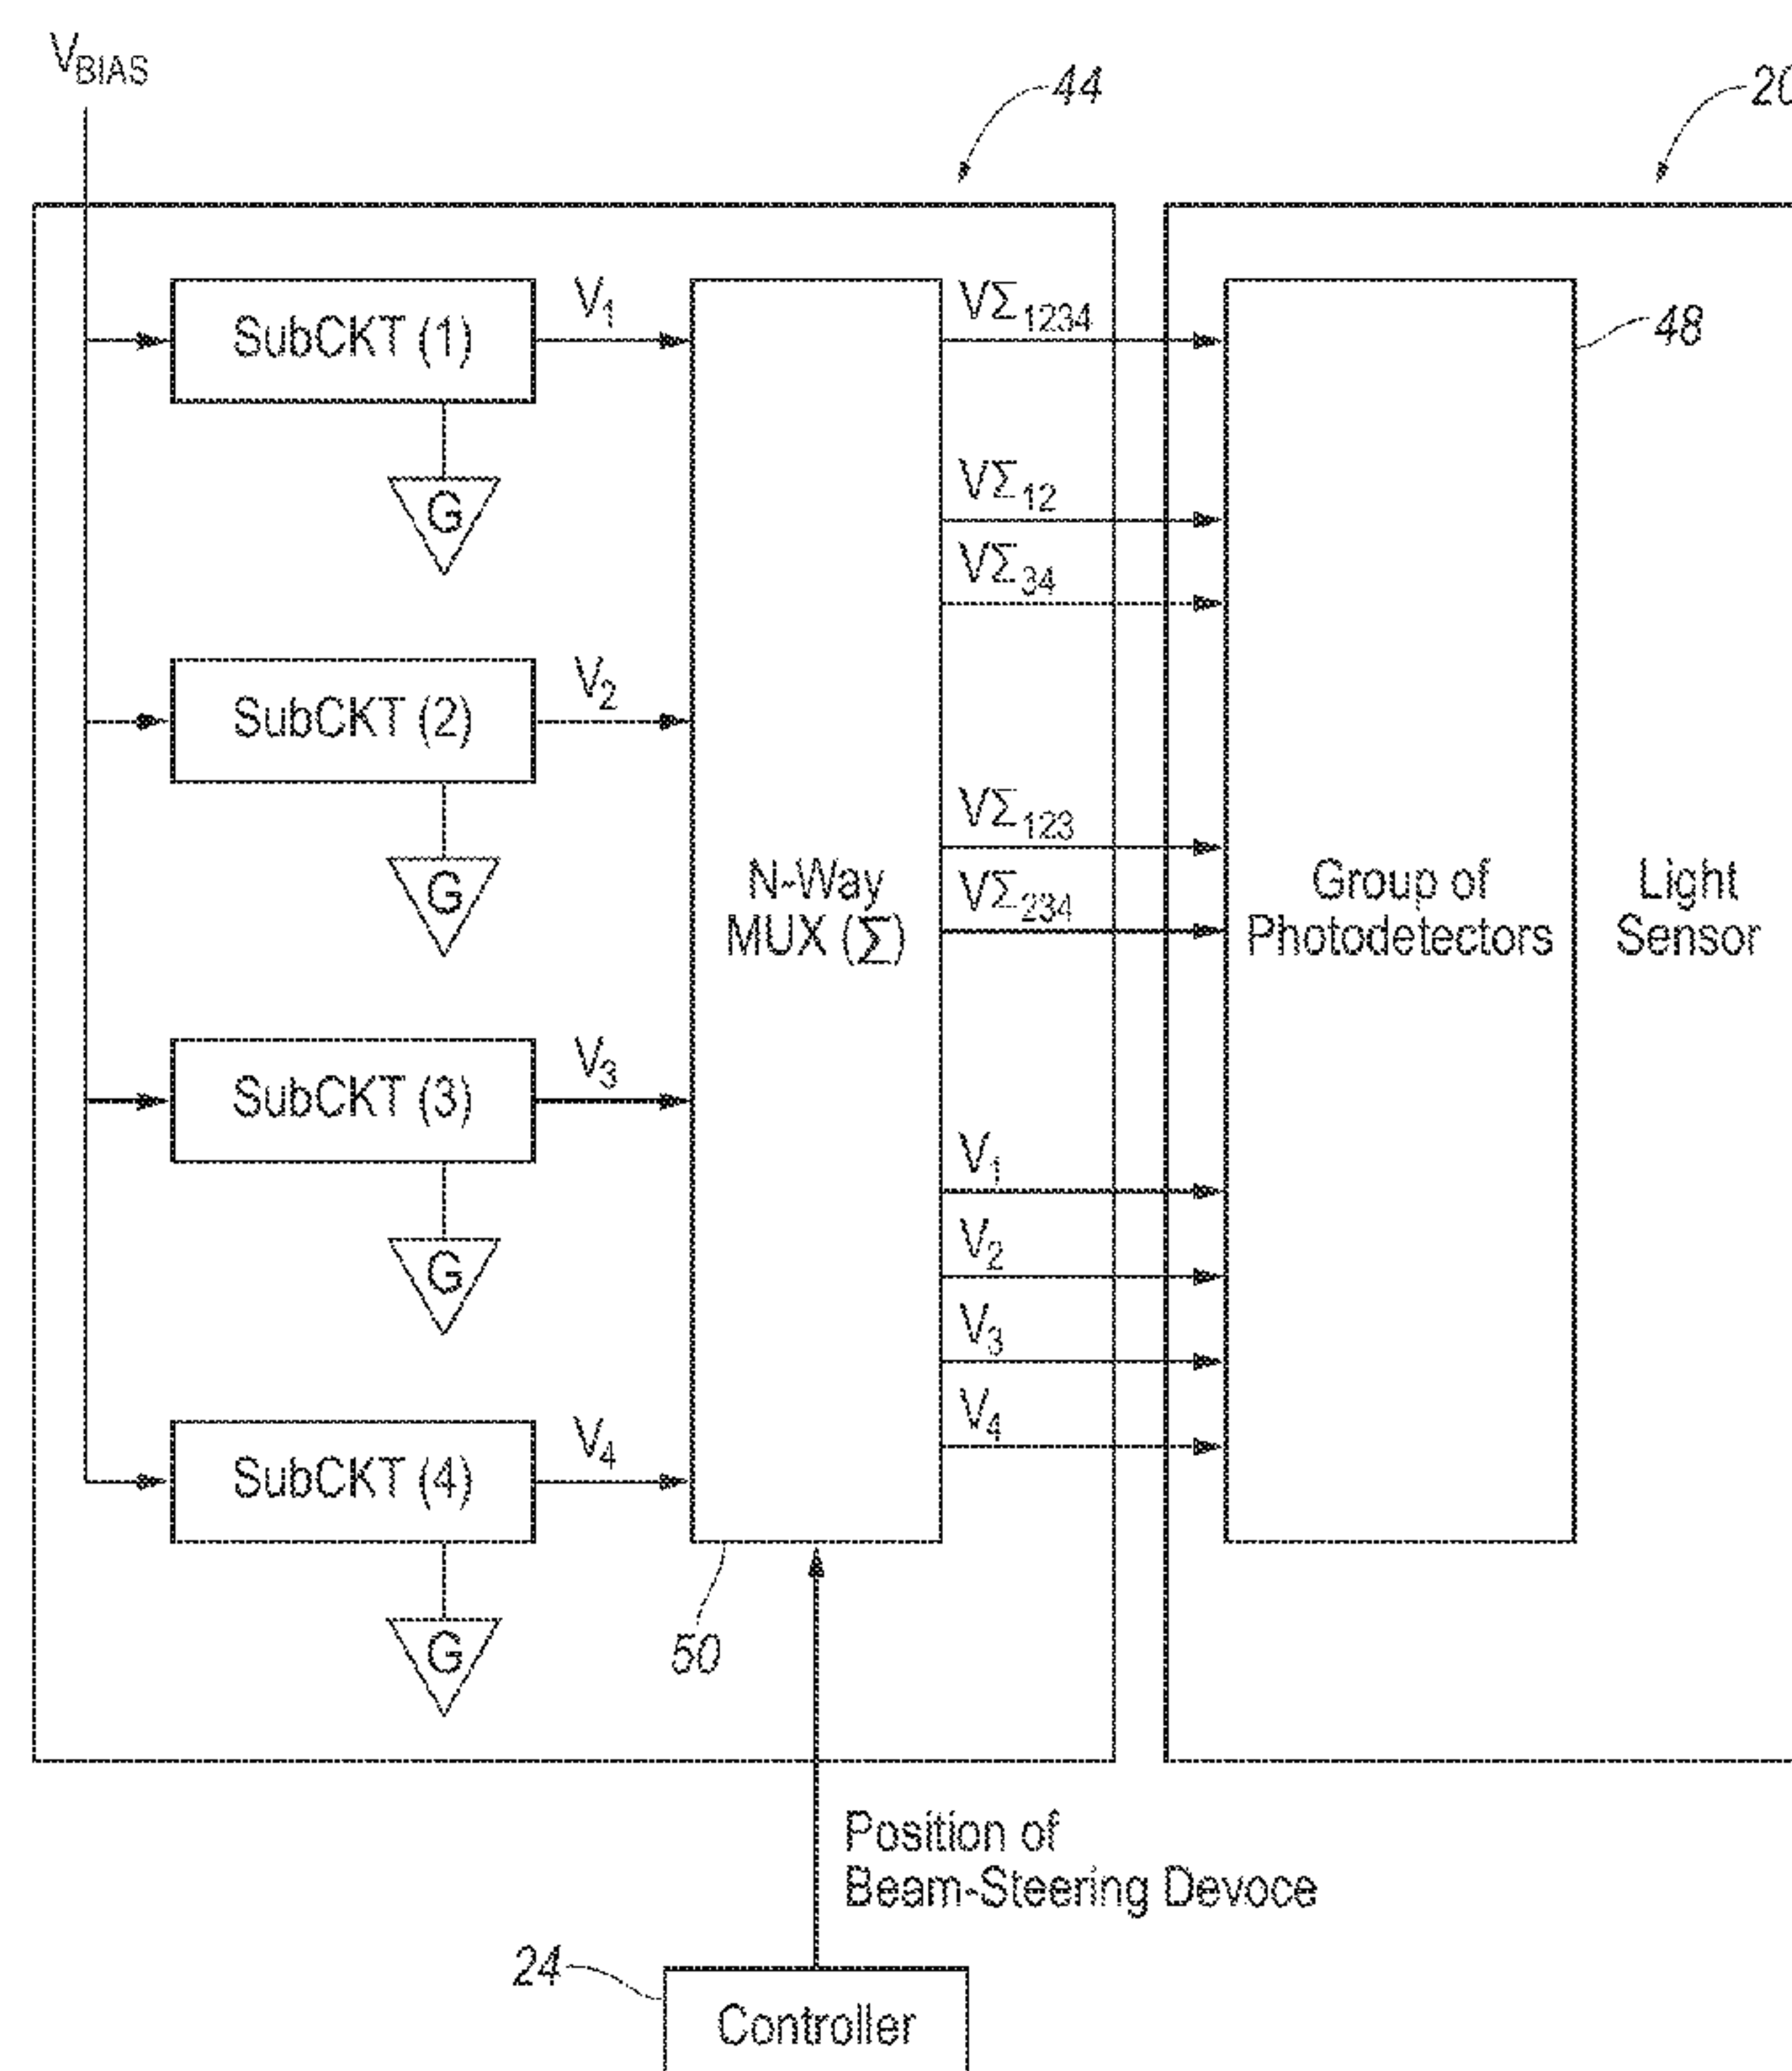 V_BIAS
44
20
SubCKT (1)
V₁
VΣ₁₂₃₄
48
G
VΣ₁₂
VΣ₃₄
SubCKT (2)
V₂
G
VΣ₁₂₃
VΣ₂₃₄
N-Way
MUX (Σ)
Group of
Photodetectors
Light
Sensor
SubCKT (3)
V₃
G
V₁
V₂
V₃
V₄
SubCKT (4)
V₄
G
50
Position of
Beam-Steering Devoce
24
Controller